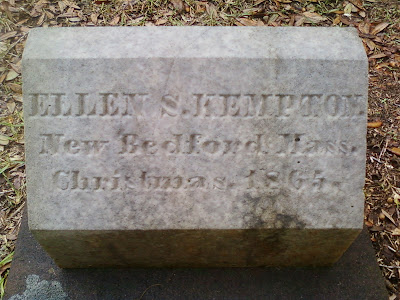 ELLEN S. KEMPTON.
New Bedford, Mass.
Christmas, 1865.